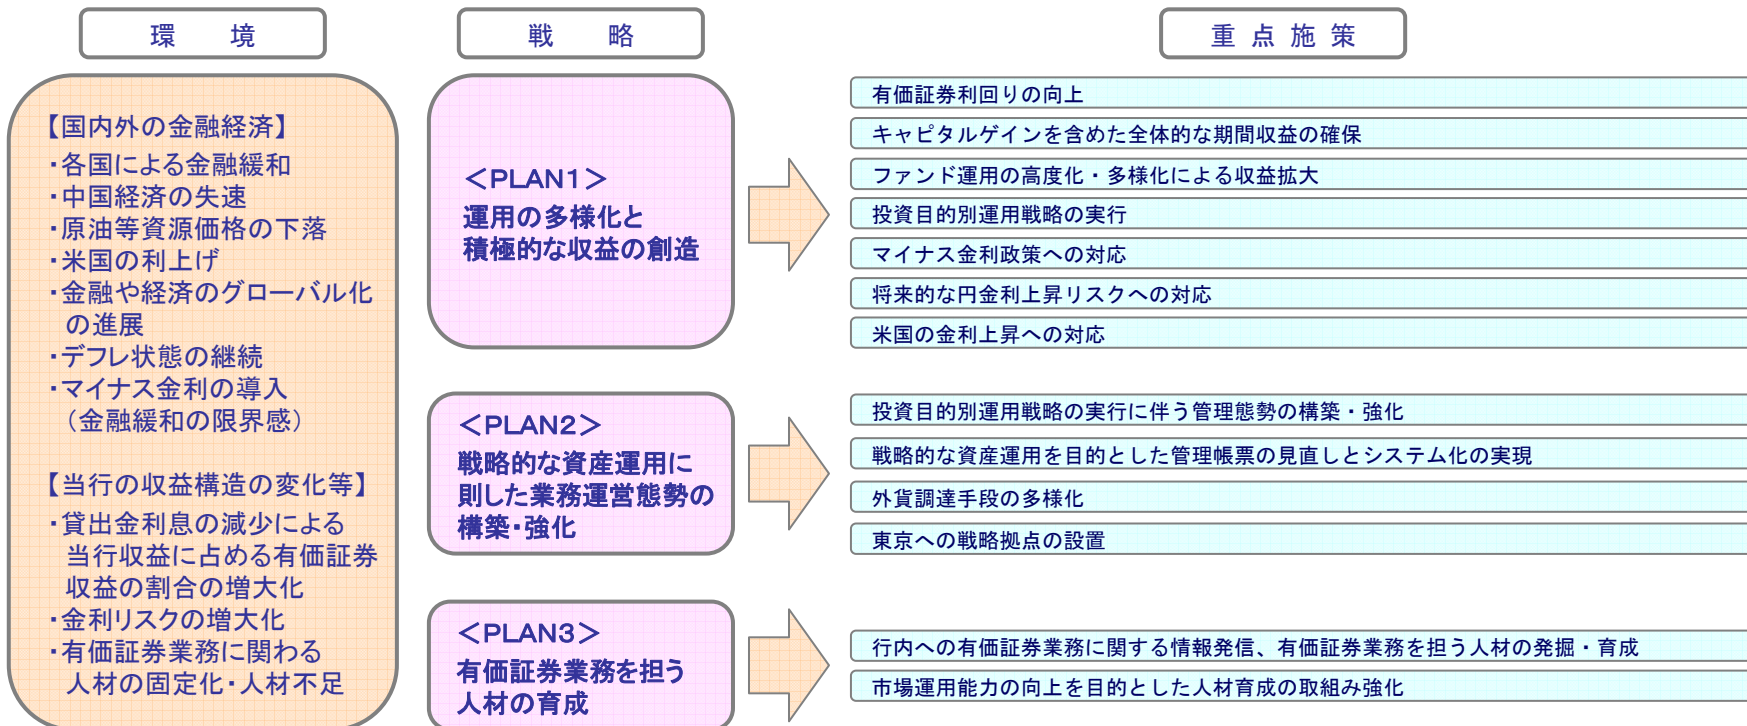 環　境
戦　略
重点施策
【国内外の金融経済】
・各国による金融緩和
・中国経済の失速
・原油等資源価格の下落
・米国の利上げ
・金融や経済のグローバル化
の進展
・デフレ状態の継続
・マイナス金利の導入
（金融緩和の限界感）
【当行の収益構造の変化等】
・貸出金利息の減少による
当行収益に占める有価証券
収益の割合の増大化
・金利リスクの増大化
・有価証券業務に関わる
人材の固定化・人材不足
＜PLAN1＞
運用の多様化と
積極的な収益の創造
有価証券利回りの向上
キャピタルゲインを含めた全体的な期間収益の確保
ファンド運用の高度化・多様化による収益拡大
投資目的別運用戦略の実行
マイナス金利政策への対応
将来的な円金利上昇リスクへの対応
米国の金利上昇への対応
＜PLAN2＞
戦略的な資産運用に
則した業務運営態勢の
構築・強化
投資目的別運用戦略の実行に伴う管理態勢の構築・強化
戦略的な資産運用を目的とした管理帳票の見直しとシステム化の実現
外貨調達手段の多様化
東京への戦略拠点の設置
＜PLAN3＞
有価証券業務を担う
人材の育成
行内への有価証券業務に関する情報発信、有価証券業務を担う人材の発掘・育成
市場運用能力の向上を目的とした人材育成の取組み強化